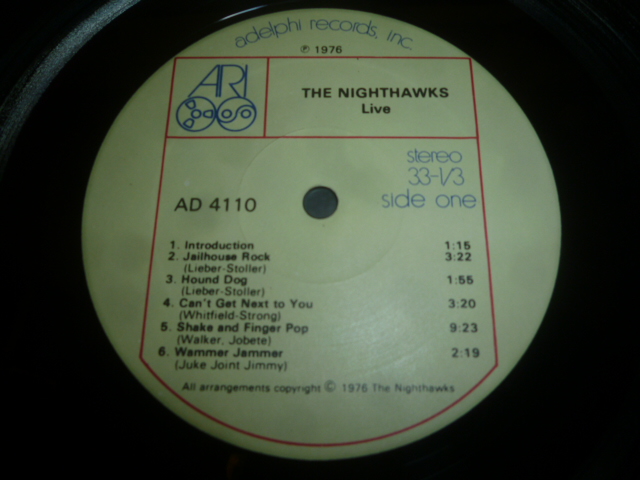 adelphi records, inc.
℗ 1976
ARI
THE NIGHTHAWKS
Live
stereo
33-1/3
side one
AD 4110
1. Introduction 1:15
2. Jailhouse Rock 3:22
(Lieber-Stoller)
3. Hound Dog 1:55
(Lieber-Stoller)
4. Can't Get Next to You 3:20
(Whitfield-Strong)
5. Shake and Finger Pop 9:23
(Walker, Jobete)
6. Wammer Jammer 2:19
(Juke Joint Jimmy)
All arrangements copyright © 1976 The Nighthawks